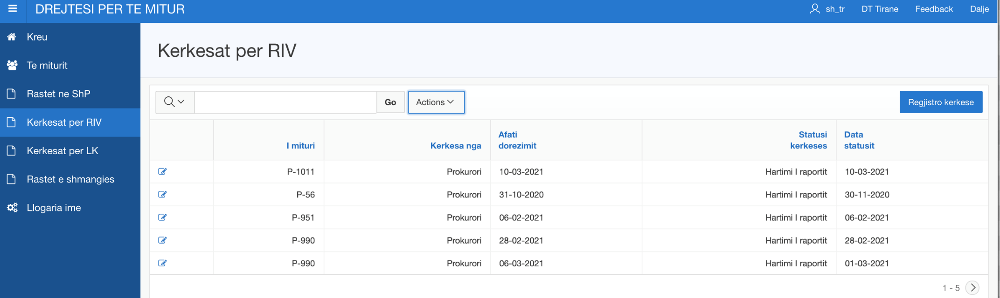 DREJTESI PER TE MITUR
sh_tr DT Tirane Feedback Dalje
Kreu
Te miturit
Rastet ne ShP
Kerkesat per RIV
Kerkesat per LK
Rastet e shmangies
Llogaria ime
Kerkesat per RIV
Go Actions Regjistro kerkese
I mituri Kerkesa nga Afati dorezimit Statusi kerkeses Data statusit
P-1011 Prokurori 10-03-2021 Hartimi I raportit 10-03-2021
P-56 Prokurori 31-10-2020 Hartimi I raportit 30-11-2020
P-951 Prokurori 06-02-2021 Hartimi I raportit 06-02-2021
P-990 Prokurori 28-02-2021 Hartimi I raportit 28-02-2021
P-990 Prokurori 06-03-2021 Hartimi I raportit 01-03-2021
1 - 5